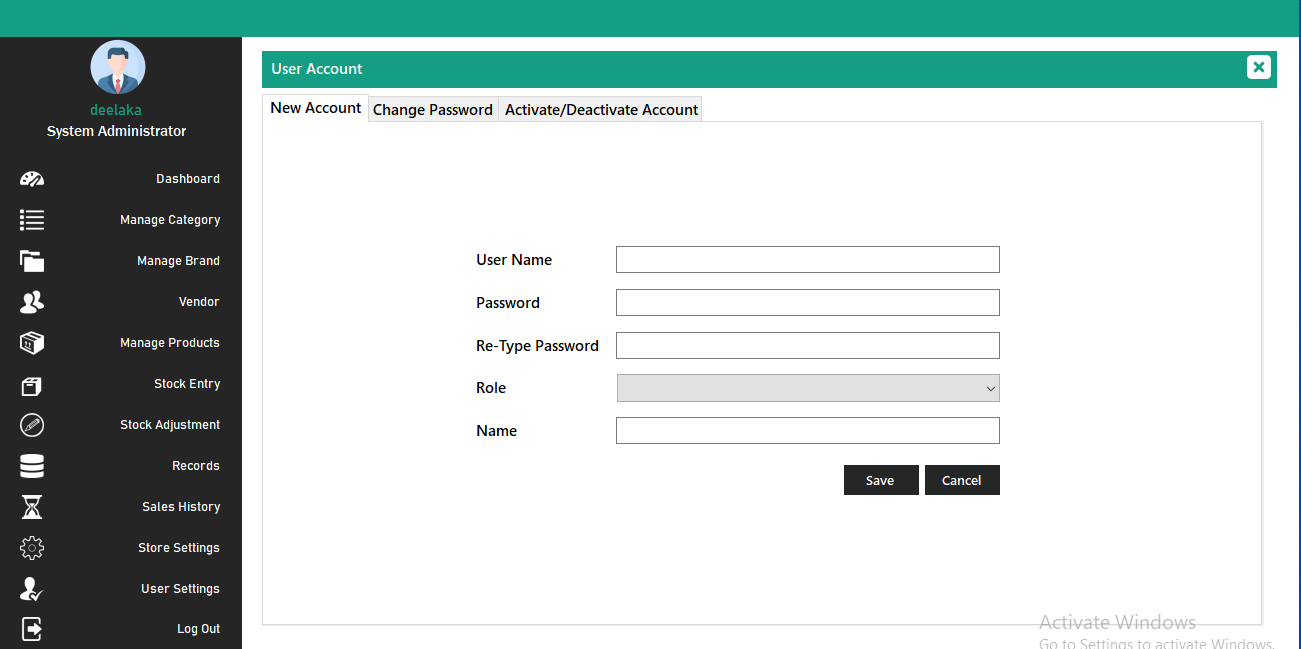 deelaka
System Administrator
Dashboard
Manage Category
Manage Brand
Vendor
Manage Products
Stock Entry
Stock Adjustment
Records
Sales History
Store Settings
User Settings
Log Out
User Account
New Account Change Password Activate/Deactivate Account
User Name
Password
Re-Type Password
Role
Name
Save Cancel
Activate Windows
Go to Settings to activate Windows.